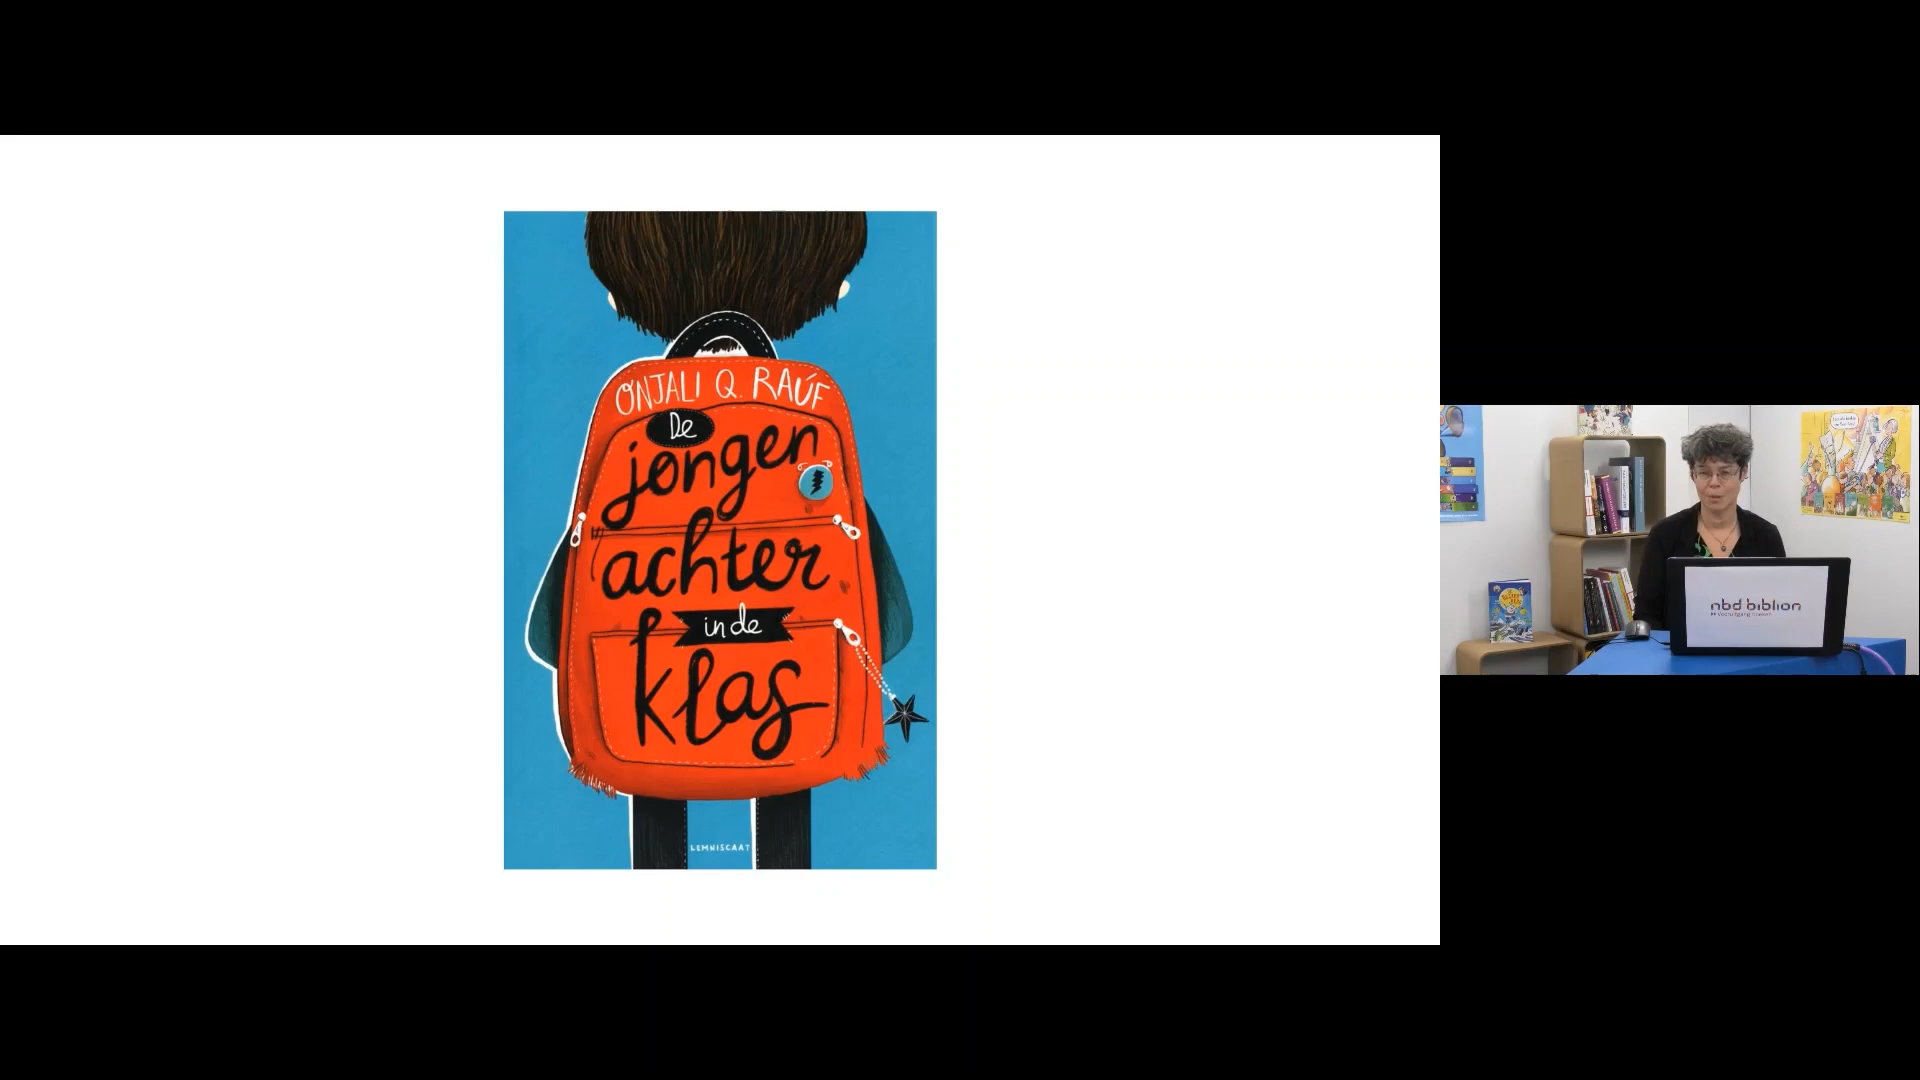 ONJALI Q. RAÚF
De
jongen
achter
in de
klas
LEMNISCAAT
nbd biblion